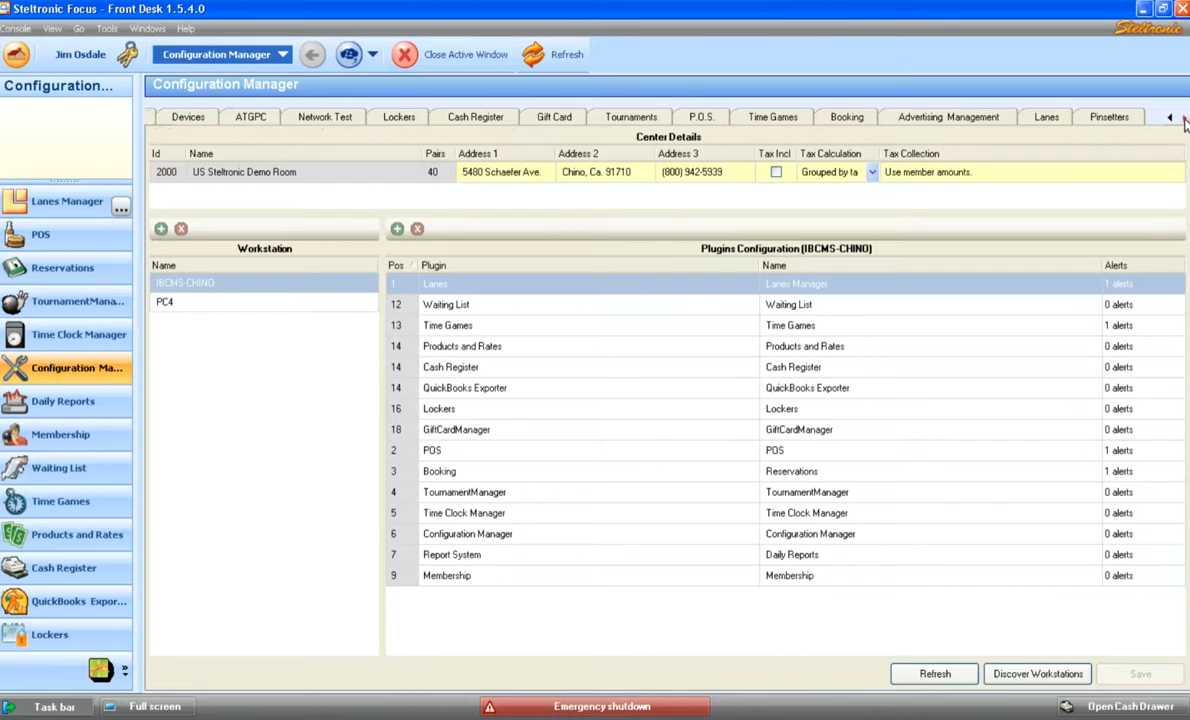 Steltronic Focus - Front Desk 1.5.4.0
Console View Go Tools Windows Help
Steltronic
Jim Osdale Configuration Manager Close Active Window Refresh
Configuration...
Configuration Manager
Devices ATGPC Network Test Lockers Cash Register Gift Card Tournaments P.O.S. Time Games Booking Advertising Management Lanes Pinsetters
Center Details
Id Name Pairs Address 1 Address 2 Address 3 Tax Incl Tax Calculation Tax Collection
2000 US Steltronic Demo Room 40 5480 Schaefer Ave. Chino, Ca. 91710 (800) 942-5939 Grouped by ta Use member amounts.
Lanes Manager ...
POS
Reservations
TournamentMana...
Time Clock Manager
Configuration Ma...
Daily Reports
Membership
Waiting List
Time Games
Products and Rates
Cash Register
QuickBooks Expor...
Lockers
Workstation
Name
IBCMS-CHINO
PC4
Plugins Configuration (IBCMS-CHINO)
Pos Plugin Name Alerts
1 Lanes Lanes Manager 1 alerts
12 Waiting List Waiting List 0 alerts
13 Time Games Time Games 1 alerts
14 Products and Rates Products and Rates 0 alerts
14 Cash Register Cash Register 0 alerts
14 QuickBooks Exporter QuickBooks Exporter 0 alerts
16 Lockers Lockers 0 alerts
18 GiftCardManager GiftCardManager 0 alerts
2 POS POS 1 alerts
3 Booking Reservations 1 alerts
4 TournamentManager TournamentManager 0 alerts
5 Time Clock Manager Time Clock Manager 0 alerts
6 Configuration Manager Configuration Manager 0 alerts
7 Report System Daily Reports 0 alerts
9 Membership Membership 0 alerts
Refresh Discover Workstations Save
Task bar Full screen Emergency shutdown Open Cash Drawer